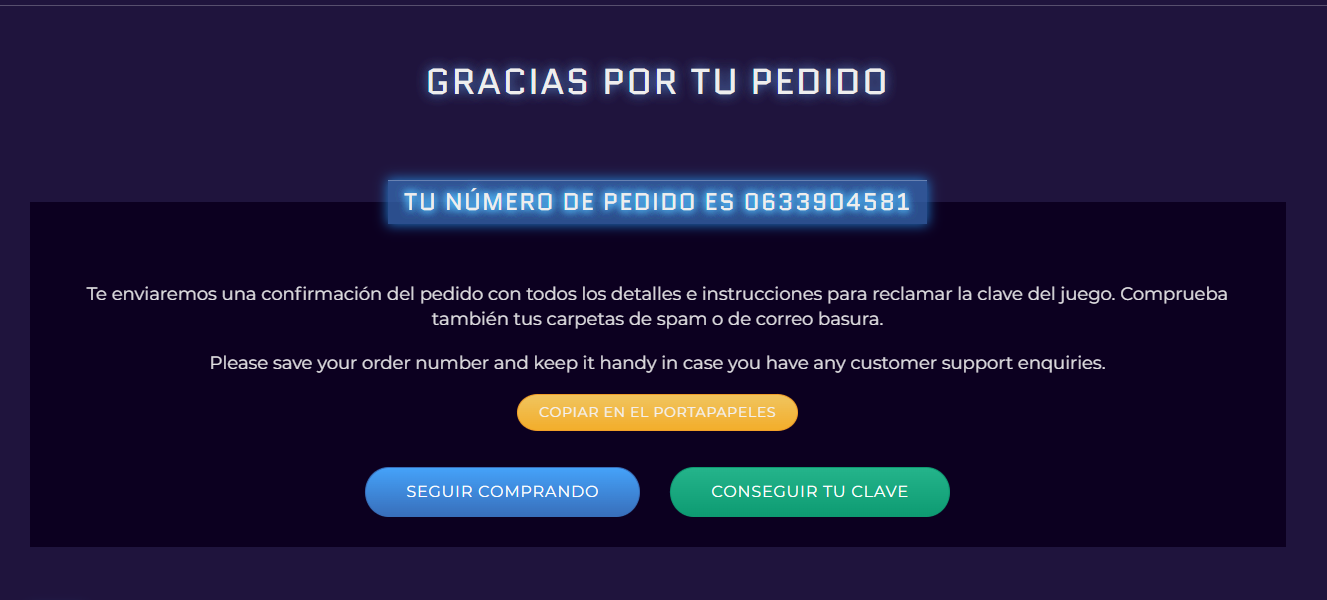 GRACIAS POR TU PEDIDO
TU NÚMERO DE PEDIDO ES 0633904581
Te enviaremos una confirmación del pedido con todos los detalles e instrucciones para reclamar la clave del juego. Comprueba
también tus carpetas de spam o de correo basura.
Please save your order number and keep it handy in case you have any customer support enquiries.
COPIAR EN EL PORTAPAPELES
SEGUIR COMPRANDO
CONSEGUIR TU CLAVE